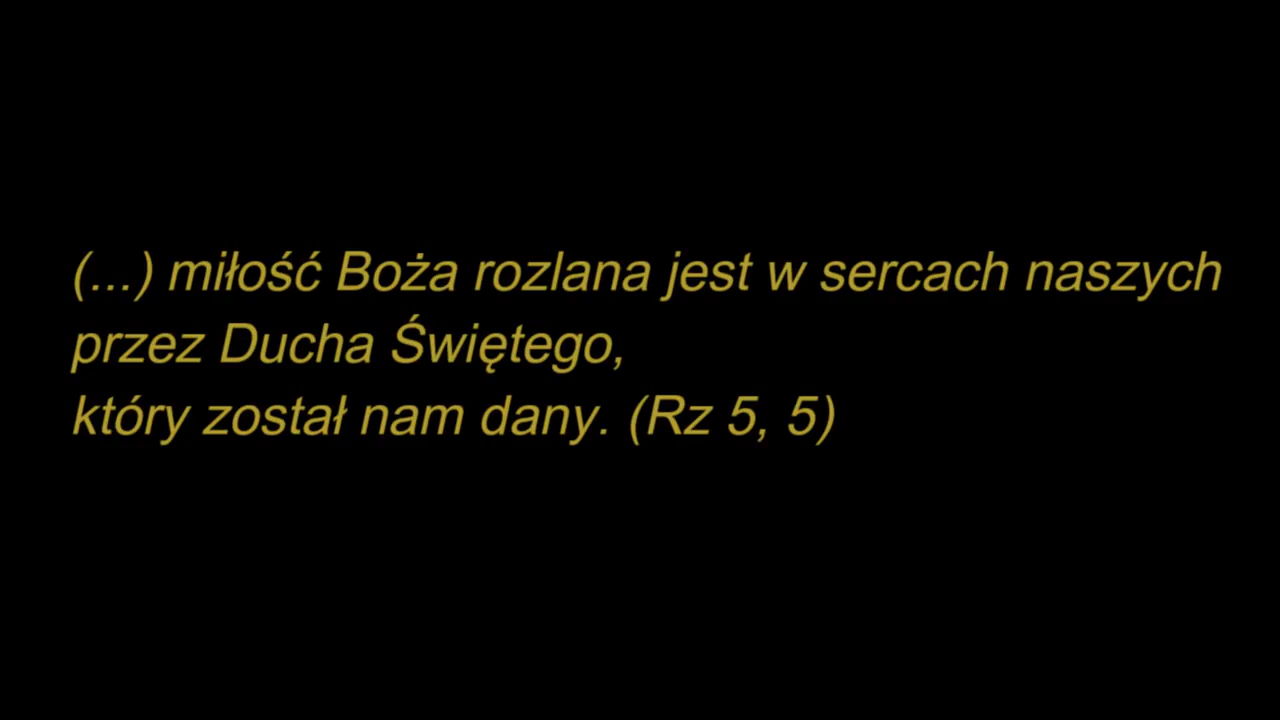 (...) miłość Boża rozlana jest w sercach naszych
przez Ducha Świętego,
który został nam dany. (Rz 5, 5)